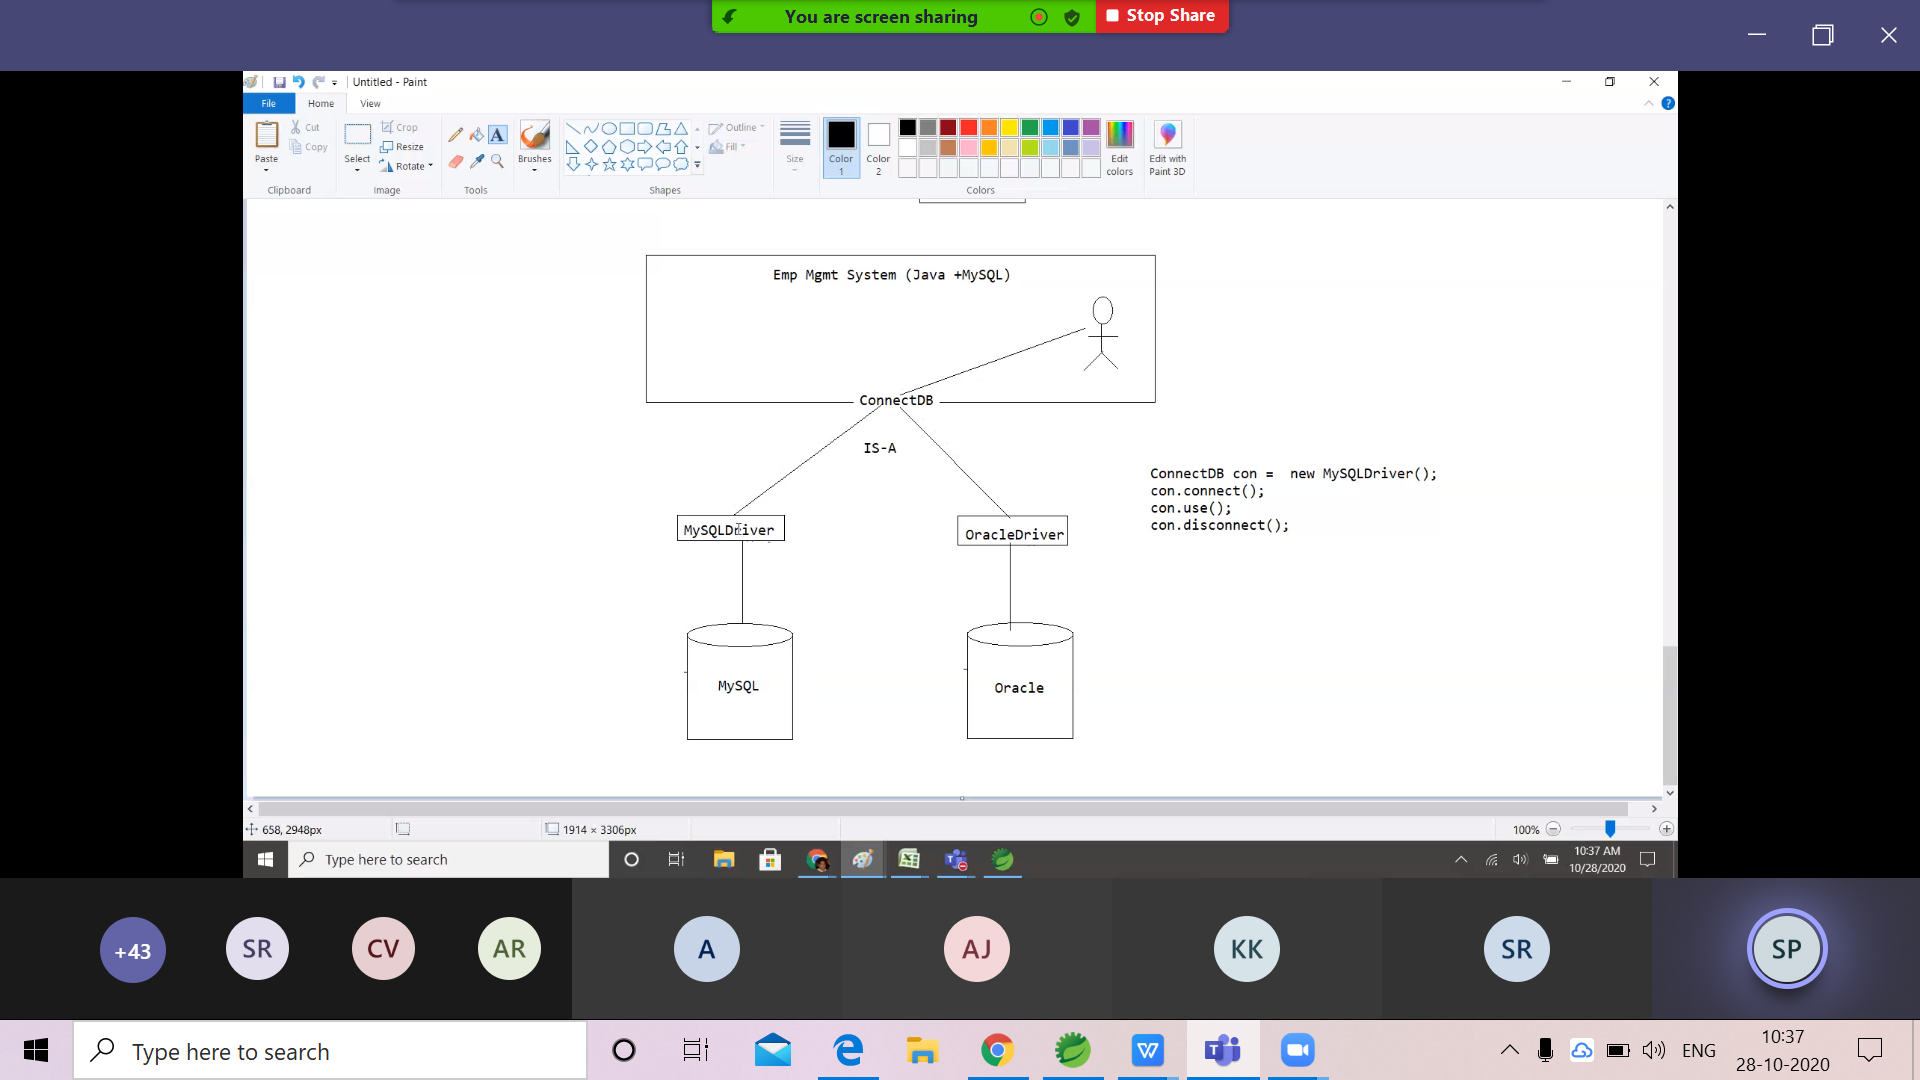 You are screen sharing
Stop Share
Untitled - Paint
File
Home
View
Paste
Cut
Copy
Clipboard
Select
Crop
Resize
Rotate
Image
Tools
Brushes
Shapes
Outline
Fill
Size
Color
1
Color
2
Edit
colors
Colors
Edit with
Paint 3D
Emp Mgmt System (Java +MySQL)
ConnectDB
IS-A
MySQLDriver
OracleDriver
MySQL
Oracle
ConnectDB con =  new MySQLDriver();
con.connect();
con.use();
con.disconnect();
658, 2948px
1914 × 3306px
100%
Type here to search
10:37 AM
10/28/2020
+43
SR
CV
AR
A
AJ
KK
SR
SP
Type here to search
ENG
10:37
28-10-2020